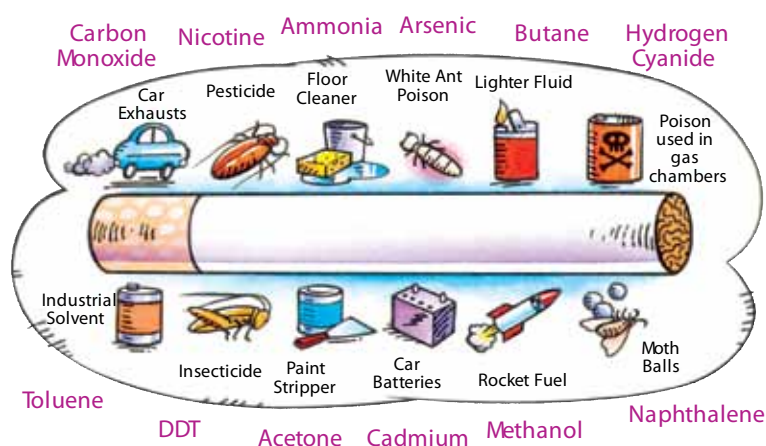 Carbon
Monoxide
Nicotine
Ammonia
Arsenic
Butane
Hydrogen
Cyanide
Car
Exhausts
Pesticide
Floor
Cleaner
White Ant
Poison
Lighter Fluid
Poison
used in
gas
chambers
Industrial
Solvent
Insecticide
Paint
Stripper
Car
Batteries
Rocket Fuel
Moth
Balls
Toluene
DDT
Acetone
Cadmium
Methanol
Naphthalene